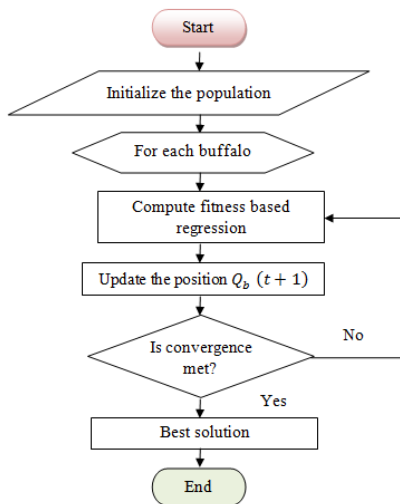 Start
Initialize the population
For each buffalo
Compute fitness based
regression
Update the position Q_b (t + 1)
Is convergence
met?
No
Yes
Best solution
End